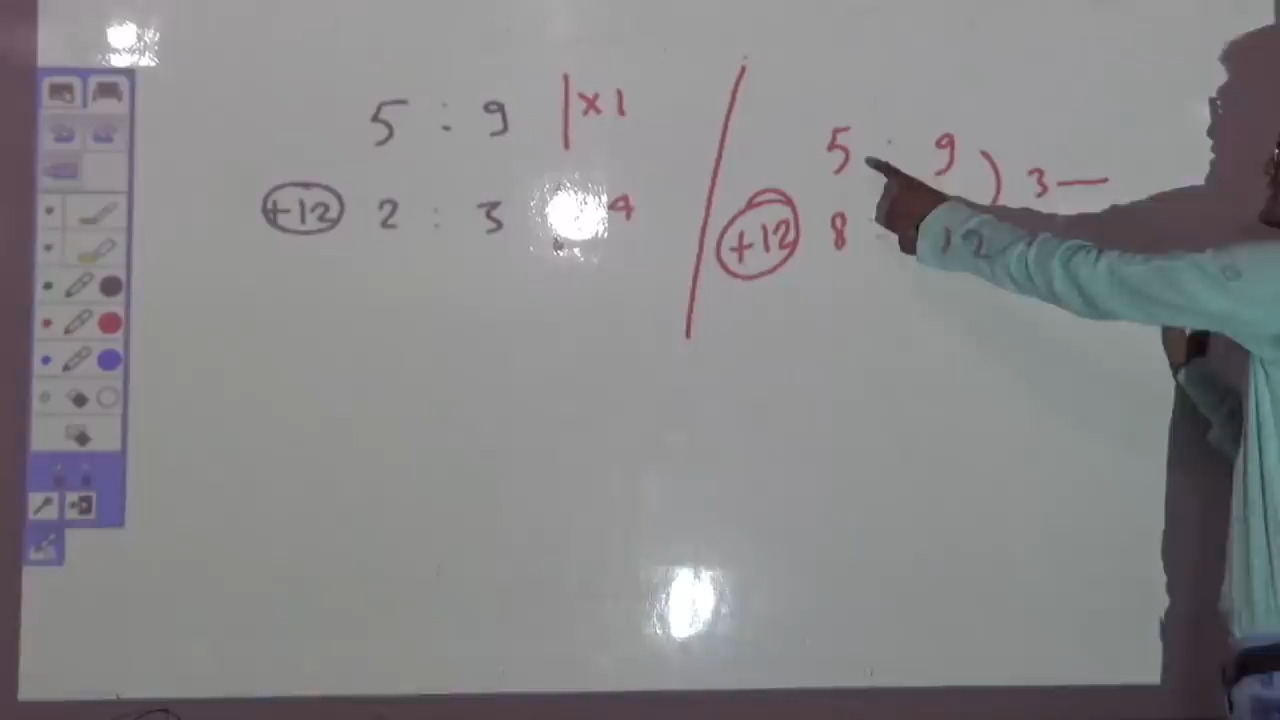 5 : 9 | × 1
+12 2 : 3 4
5 : 9 ) 3 —
+12 8 : 12